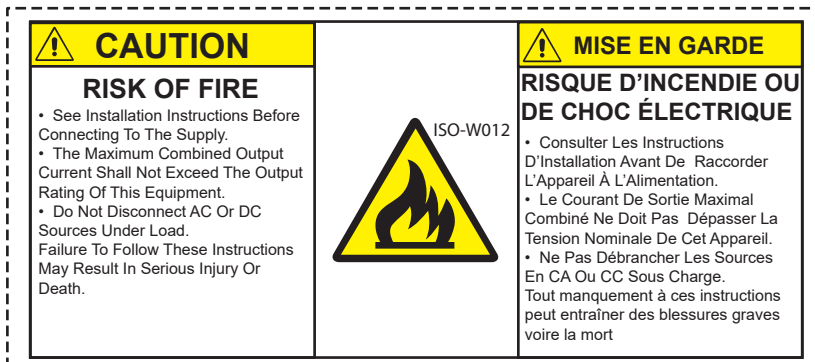 CAUTION
RISK OF FIRE
• See Installation Instructions Before
Connecting To The Supply.
• The Maximum Combined Output
Current Shall Not Exceed The Output
Rating Of This Equipment.
• Do Not Disconnect AC Or DC
Sources Under Load.
Failure To Follow These Instructions
May Result In Serious Injury Or
Death.
ISO-W012
MISE EN GARDE
RISQUE D’INCENDIE OU
DE CHOC ÉLECTRIQUE
• Consulter Les Instructions
D’Installation Avant De Raccorder
L’Appareil À L’Alimentation.
• Le Courant De Sortie Maximal
Combiné Ne Doit Pas Dépasser La
Tension Nominale De Cet Appareil.
• Ne Pas Débrancher Les Sources
En CA Ou CC Sous Charge.
Tout manquement à ces instructions
peut entraîner des blessures graves
voire la mort